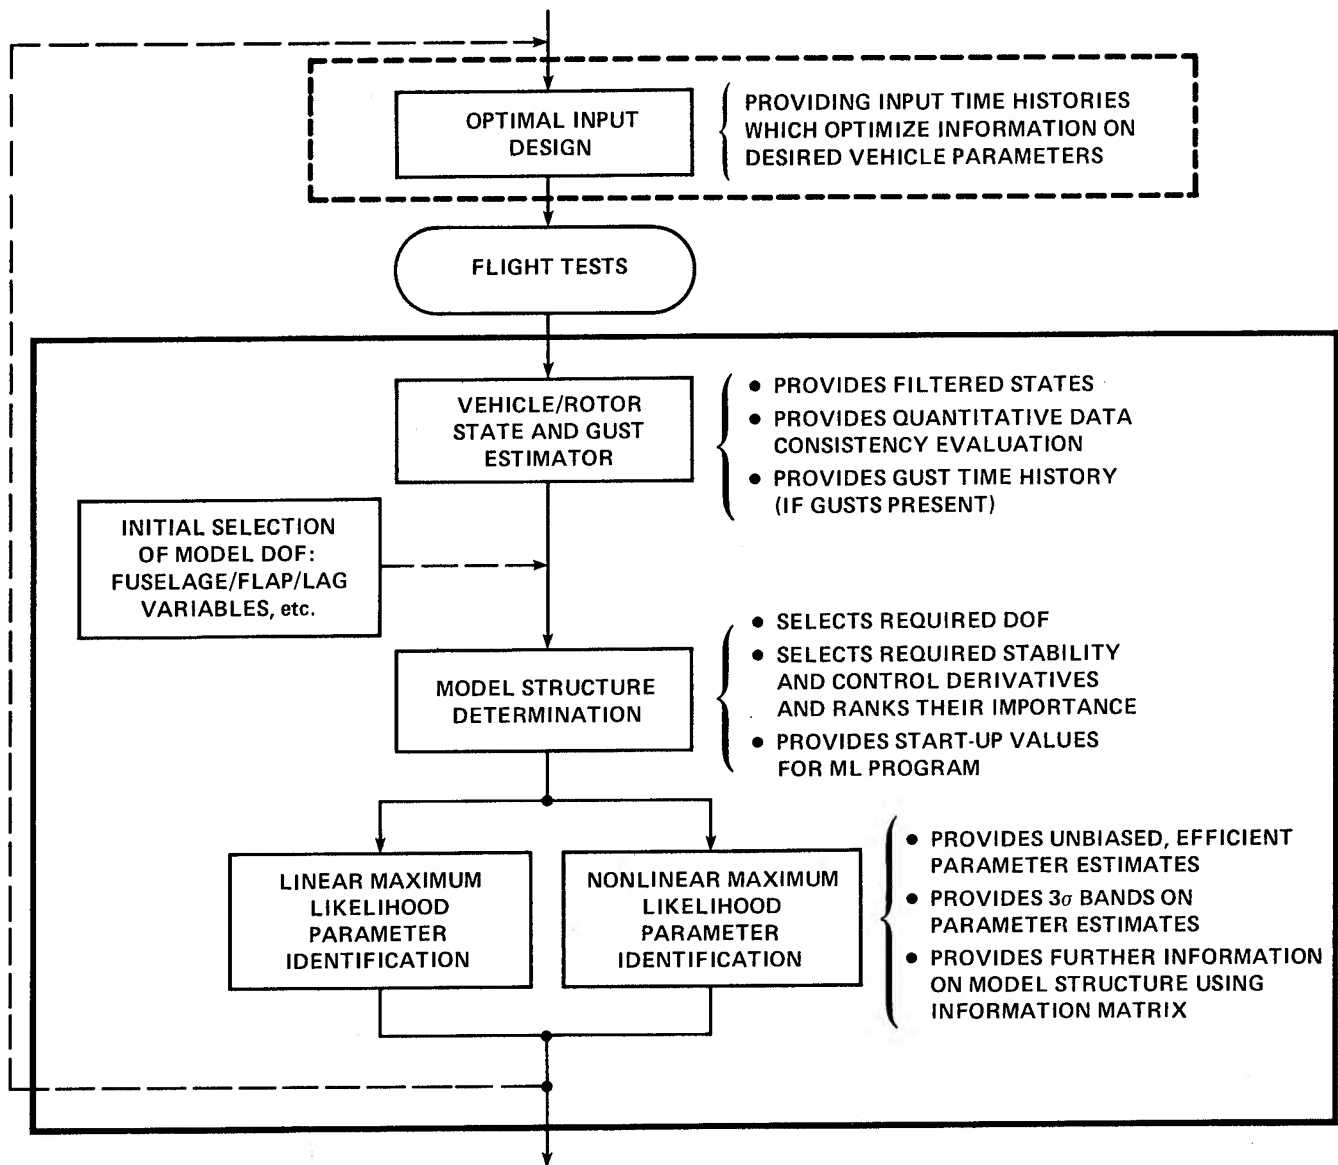 OPTIMAL INPUT
DESIGN
PROVIDING INPUT TIME HISTORIES
WHICH OPTIMIZE INFORMATION ON
DESIRED VEHICLE PARAMETERS
FLIGHT TESTS
VEHICLE/ROTOR
STATE AND GUST
ESTIMATOR
• PROVIDES FILTERED STATES
• PROVIDES QUANTITATIVE DATA
CONSISTENCY EVALUATION
• PROVIDES GUST TIME HISTORY
(IF GUSTS PRESENT)
INITIAL SELECTION
OF MODEL DOF:
FUSELAGE/FLAP/LAG
VARIABLES, etc.
MODEL STRUCTURE
DETERMINATION
• SELECTS REQUIRED DOF
• SELECTS REQUIRED STABILITY
AND CONTROL DERIVATIVES
AND RANKS THEIR IMPORTANCE
• PROVIDES START-UP VALUES
FOR ML PROGRAM
LINEAR MAXIMUM
LIKELIHOOD
PARAMETER
IDENTIFICATION
NONLINEAR MAXIMUM
LIKELIHOOD
PARAMETER
IDENTIFICATION
• PROVIDES UNBIASED, EFFICIENT
PARAMETER ESTIMATES
• PROVIDES 3σ BANDS ON
PARAMETER ESTIMATES
• PROVIDES FURTHER INFORMATION
ON MODEL STRUCTURE USING
INFORMATION MATRIX